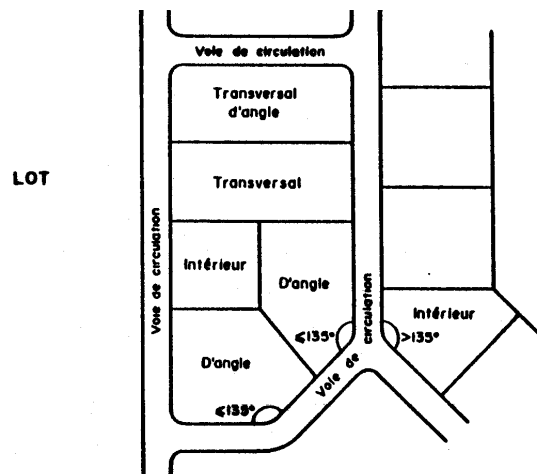 Voie de circulation
Transversal
d'angle
LOT
Transversal
Voie de circulation
Intérieur
D'angle
Voie de circulation
Intérieur
≤135°
>135°
D'angle
≤135°